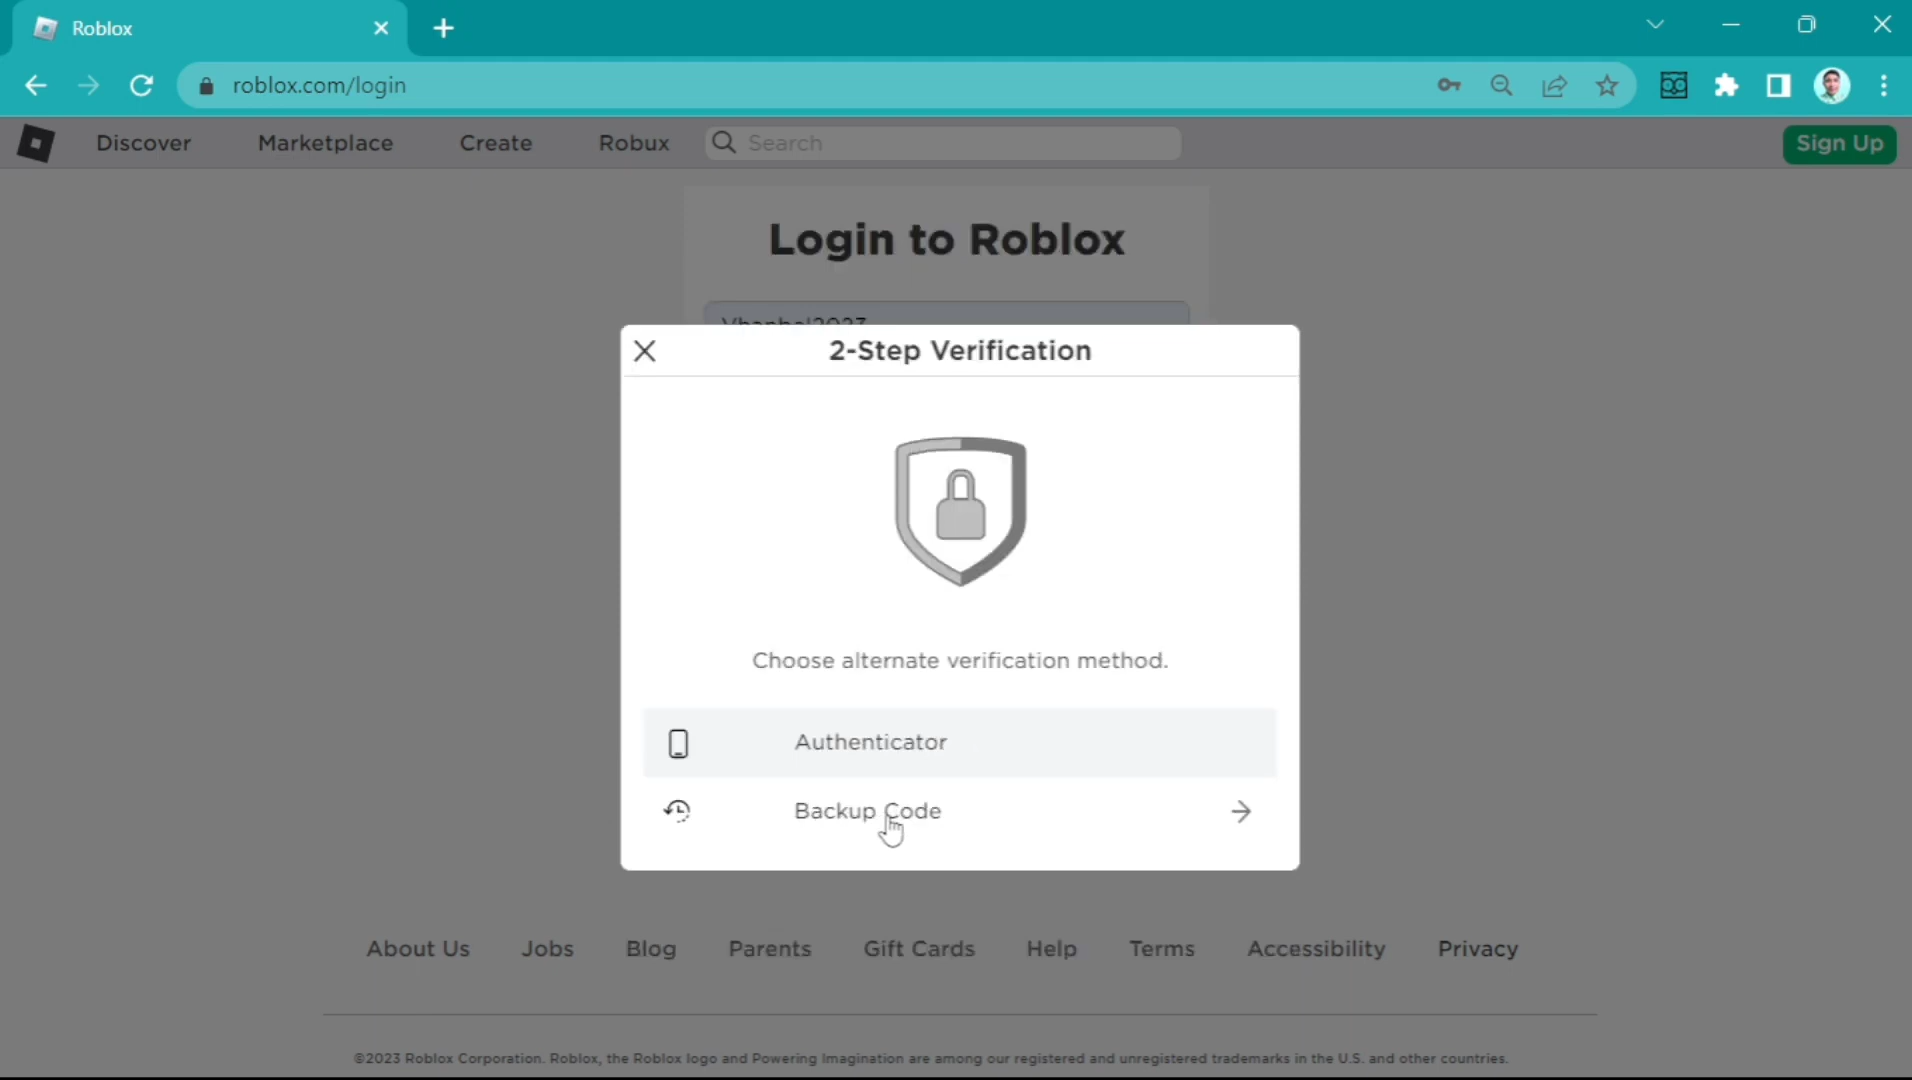 Roblox
roblox.com/login
Discover Marketplace Create Robux Search Sign Up
Login to Roblox
2-Step Verification
Choose alternate verification method.
Authenticator
Backup Code
About Us Jobs Blog Parents Gift Cards Help Terms Accessibility Privacy
©2023 Roblox Corporation. Roblox, the Roblox logo and Powering Imagination are among our registered and unregistered trademarks in the U.S. and other countries.